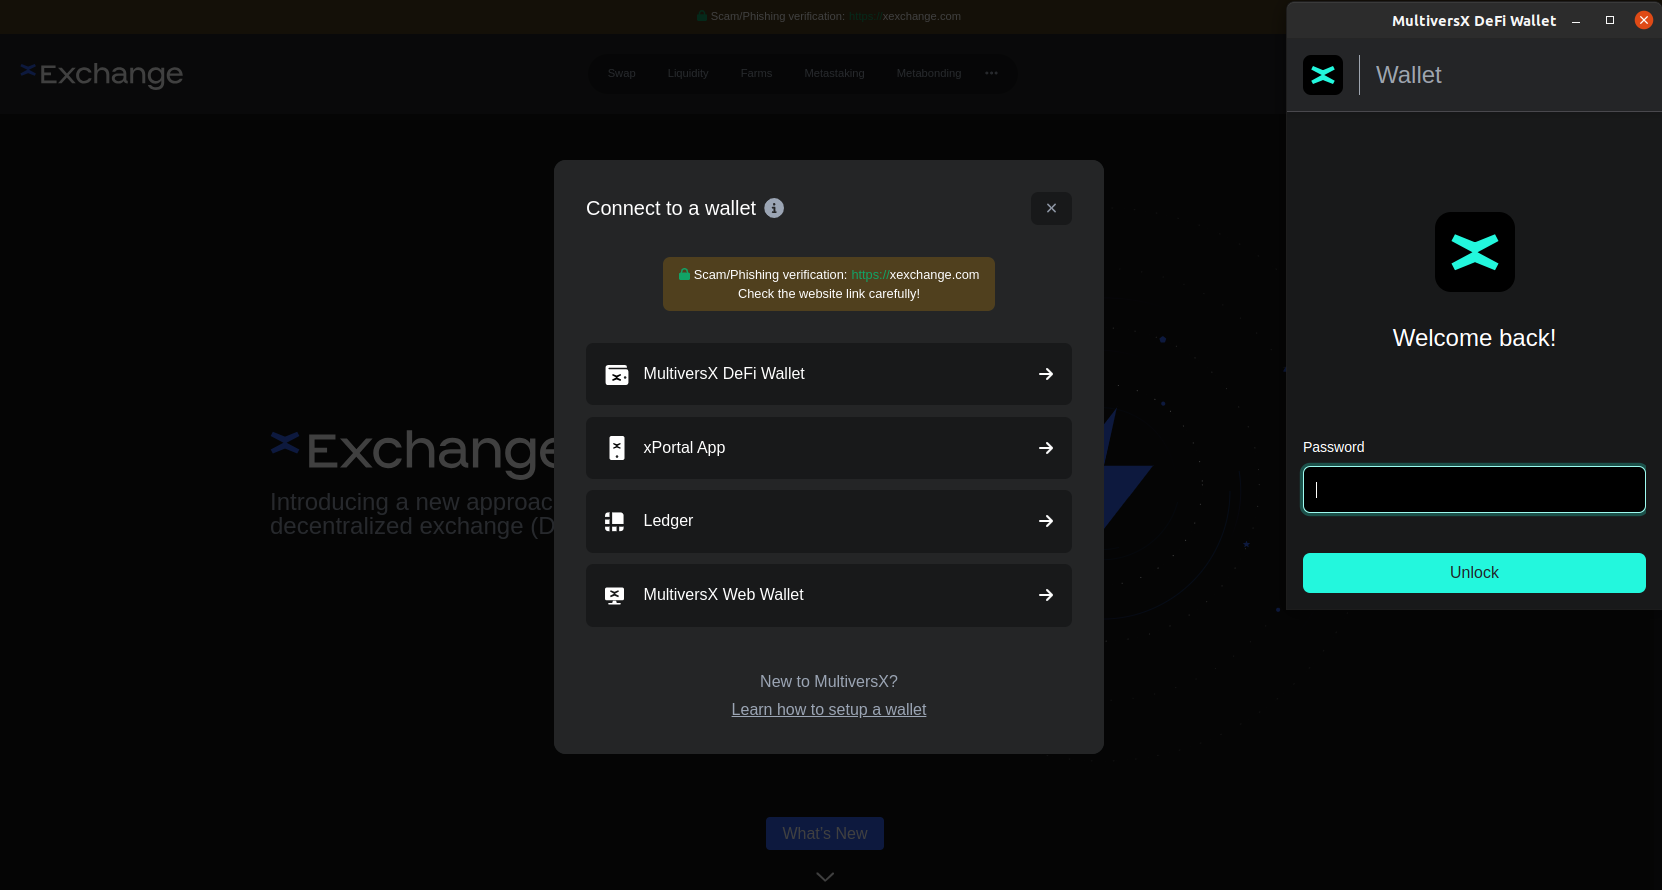 Scam/Phishing verification: https://xexchange.com
Exchange
Swap
Liquidity
Farms
Metastaking
Metabonding
•••
Connect to a wallet
Scam/Phishing verification: https://xexchange.com
Check the website link carefully!
MultiversX DeFi Wallet
xPortal App
Ledger
MultiversX Web Wallet
New to MultiversX?
Learn how to setup a wallet
Exchange
Introducing a new approac
decentralized exchange (D
What's New
MultiversX DeFi Wallet
Wallet
Welcome back!
Password
Unlock